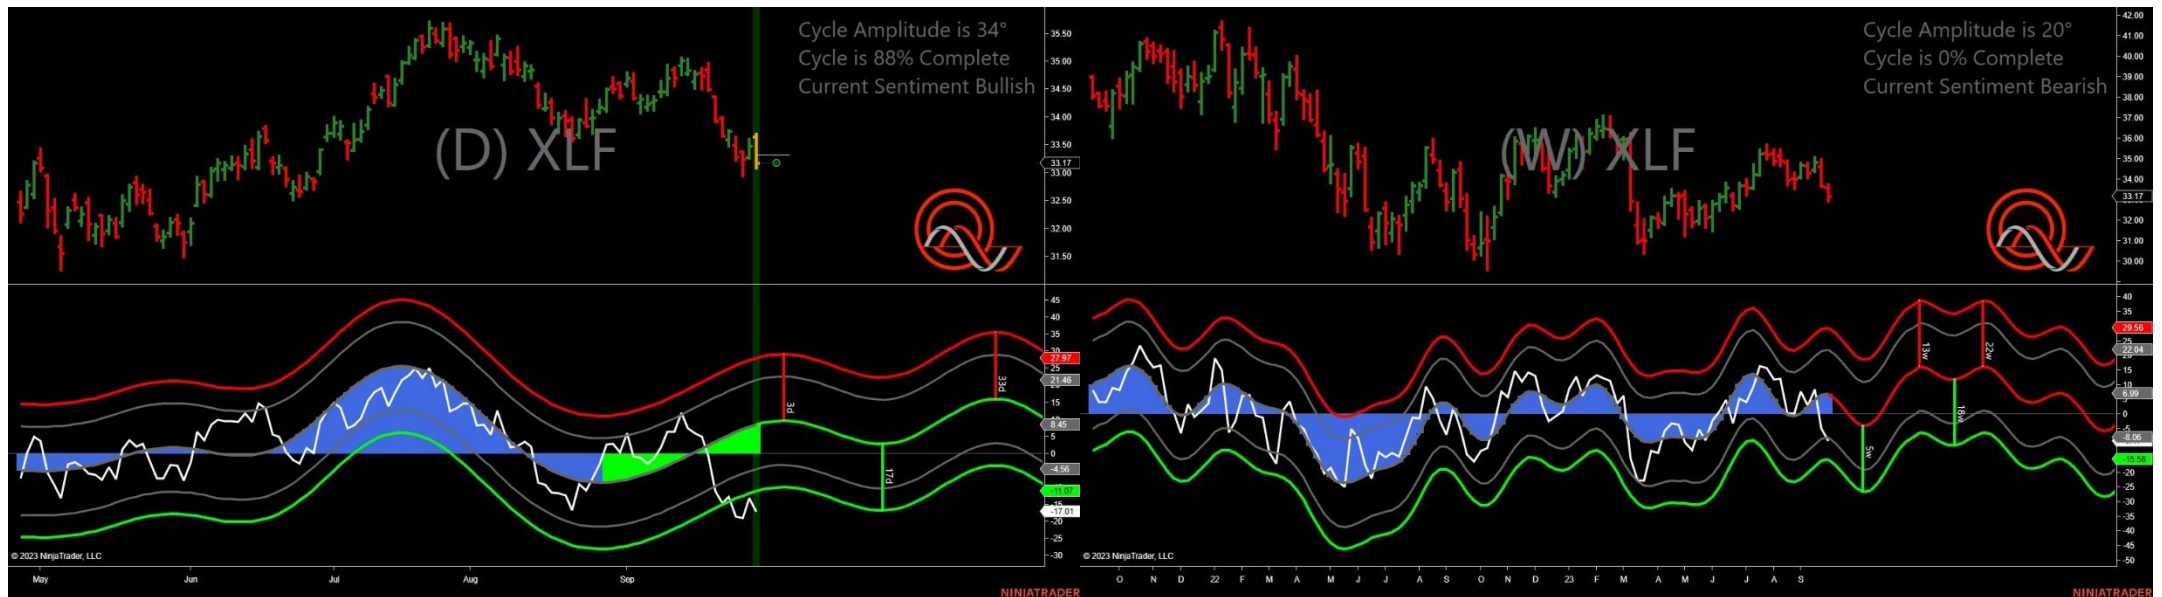 Cycle Amplitude is 34°
Cycle is 88% Complete
Current Sentiment Bullish
(D) XLF
35.50
35.00
34.50
34.00
33.50
33.17
33.00
32.50
32.00
31.50
45
40
35
30
27.97
25
21.46
15
10
8.45
5
0
-4.56
-11.07
-15
-17.01
-20
-25
-30
3d
17d
33d
© 2023 NinjaTrader, LLC
May Jun Jul Aug Sep
NINJATRADER
Cycle Amplitude is 20°
Cycle is 0% Complete
Current Sentiment Bearish
(W) XLF
42.00
41.00
40.00
39.00
38.00
37.00
36.00
35.00
34.00
33.17
32.00
31.00
30.00
40
35
29.56
25
22.04
15
10
6.99
5
0
-5
-8.06
-15.58
-20
-25
-30
-35
-40
-45
-50
5w
13w
18w
22w
© 2023 NinjaTrader, LLC
O N D 22 F M A M J J A S O N D 23 F M A M J J A S
NINJATRADER